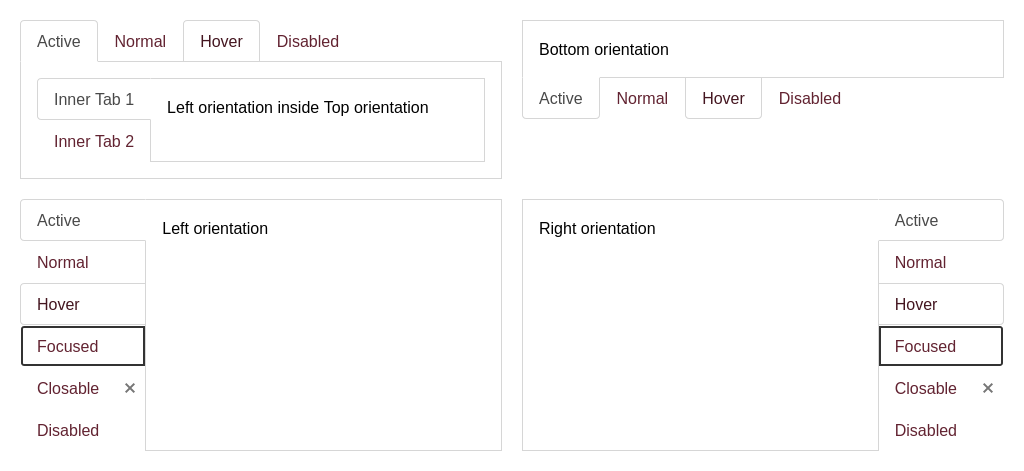 Active Normal Hover Disabled
Inner Tab 1
Inner Tab 2
Left orientation inside Top orientation
Bottom orientation
Active Normal Hover Disabled
Active
Normal
Hover
Focused
Closable ×
Disabled
Left orientation
Right orientation
Active
Normal
Hover
Focused
Closable ×
Disabled